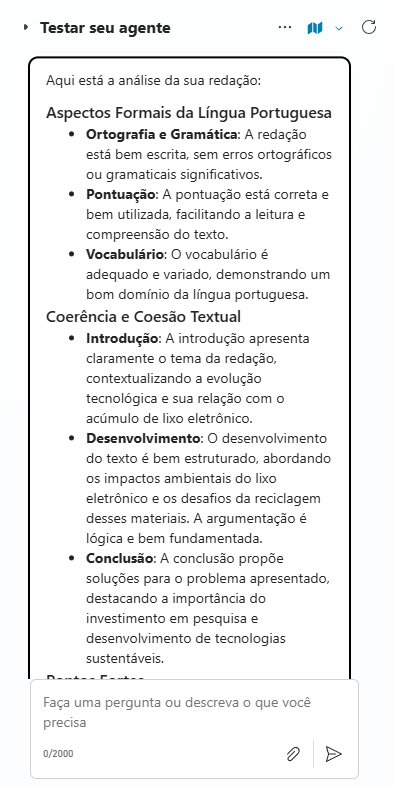 Testar seu agente
Aqui está a análise da sua redação:
Aspectos Formais da Língua Portuguesa
Ortografia e Gramática: A redação
está bem escrita, sem erros ortográficos
ou gramaticais significativos.
Pontuação: A pontuação está correta e
bem utilizada, facilitando a leitura e
compreensão do texto.
Vocabulário: O vocabulário é
adequado e variado, demonstrando um
bom domínio da língua portuguesa.
Coerência e Coesão Textual
Introdução: A introdução apresenta
claramente o tema da redação,
contextualizando a evolução
tecnológica e sua relação com o
acúmulo de lixo eletrônico.
Desenvolvimento: O desenvolvimento
do texto é bem estruturado, abordando
os impactos ambientais do lixo
eletrônico e os desafios da reciclagem
desses materiais. A argumentação é
lógica e bem fundamentada.
Conclusão: A conclusão propõe
soluções para o problema apresentado,
destacando a importância do
investimento em pesquisa e
desenvolvimento de tecnologias
sustentáveis.
Pontos Fortes
Faça uma pergunta ou descreva o que você
precisa
0/2000